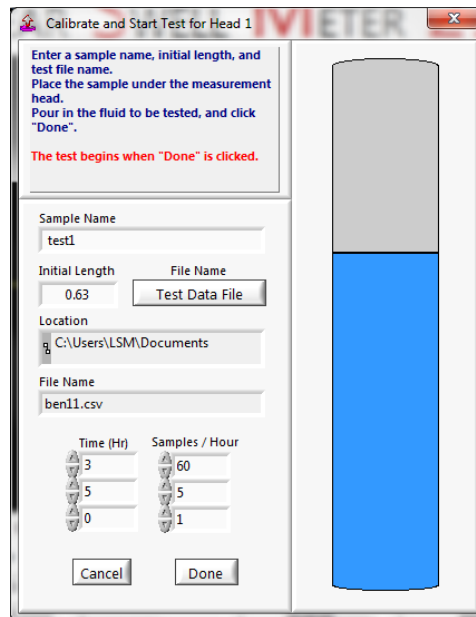 Calibrate and Start Test for Head 1
Enter a sample name, initial length, and
test file name.
Place the sample under the measurement
head.
Pour in the fluid to be tested, and click
"Done".
The test begins when "Done" is clicked.
Sample Name
test1
Initial Length File Name
0.63 Test Data File
Location
C:\Users\LSM\Documents
File Name
ben11.csv
Time (Hr) Samples / Hour
3 60
5 5
0 1
Cancel Done